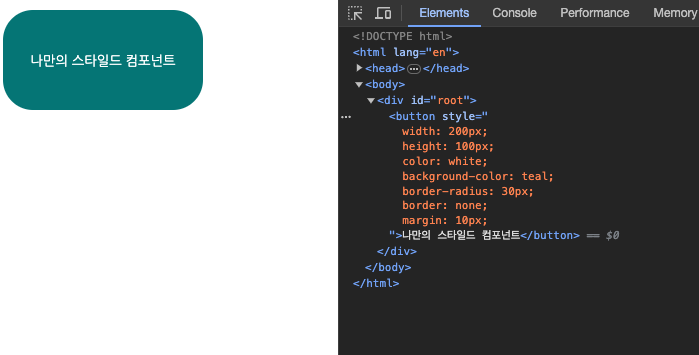 나만의 스타일드 컴포넌트
Elements Console Performance Memory
<!DOCTYPE html>
<html lang="en">
<head>…</head>
<body>
<div id="root">
… <button style="
width: 200px;
height: 100px;
color: white;
background-color: teal;
border-radius: 30px;
border: none;
margin: 10px;
">나만의 스타일드 컴포넌트</button> == $0
</div>
</body>
</html>